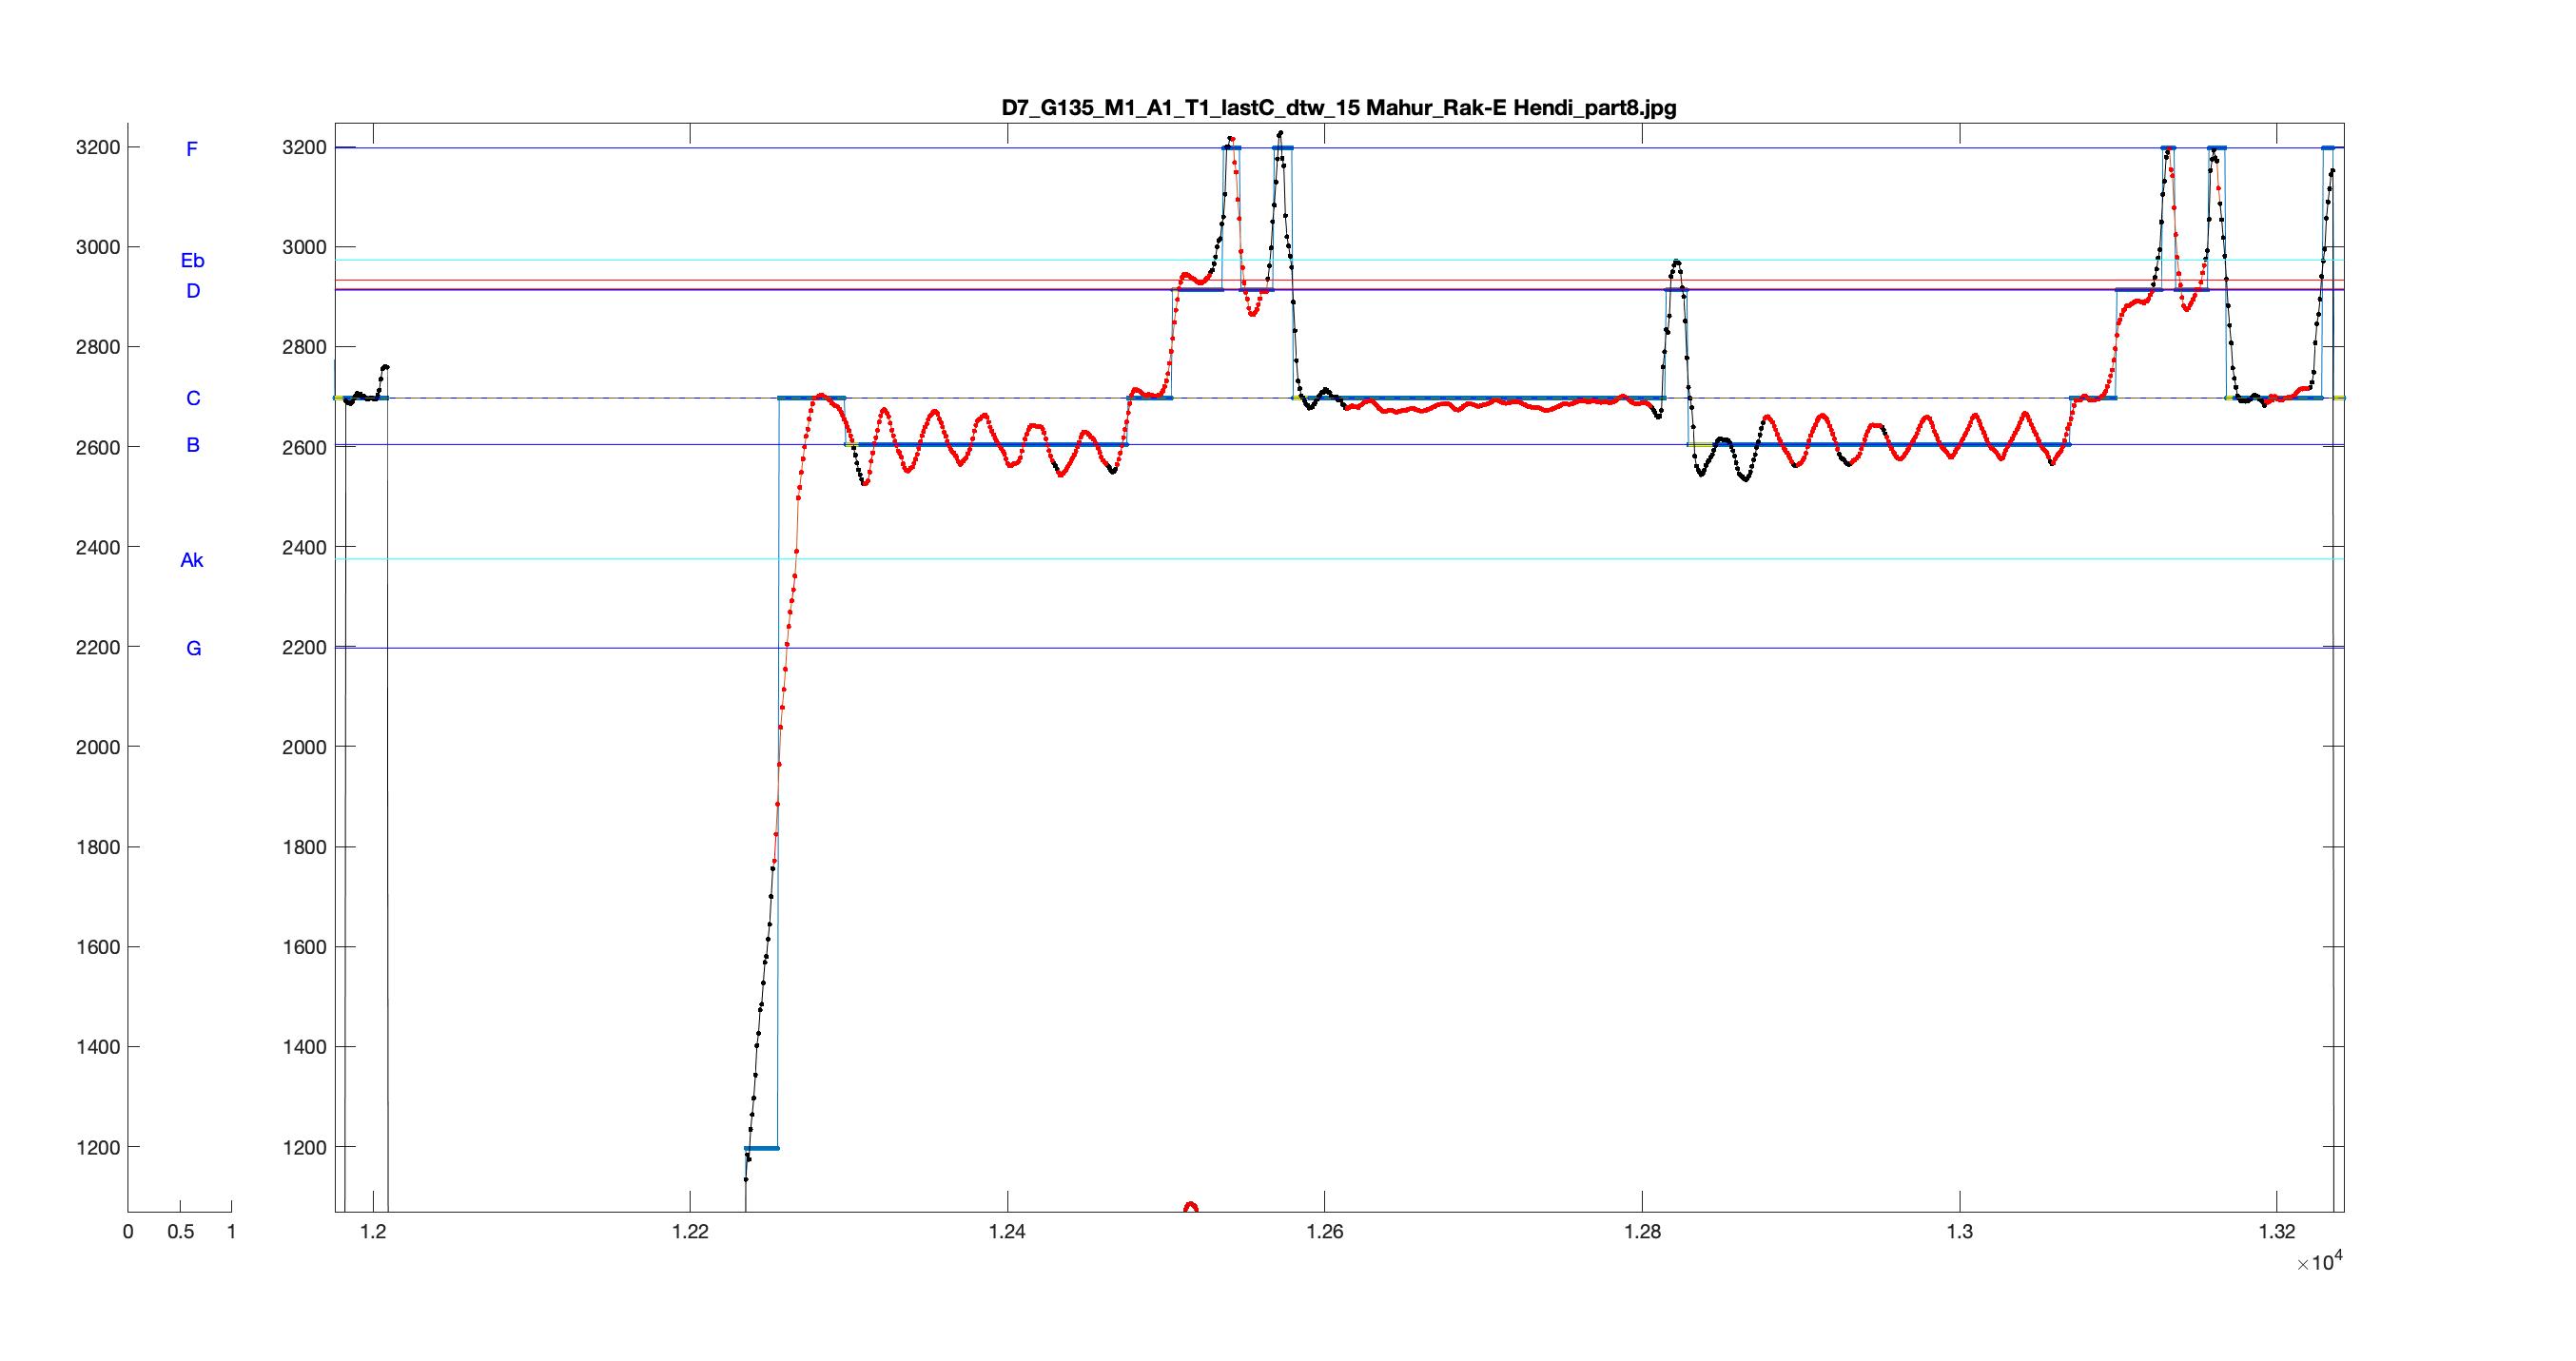 D7_G135_M1_A1_T1_lastC_dtw_15 Mahur_Rak-E Hendi_part8.jpg
3200 F 3200
3000 3000
Eb
D
2800 2800
C
2600 B 2600
2400 Ak 2400
2200 G 2200
2000 2000
1800 1800
1600 1600
1400 1400
1200 1200
0 0.5 1 1.2 1.22 1.24 1.26 1.28 1.3 1.32
×10⁴